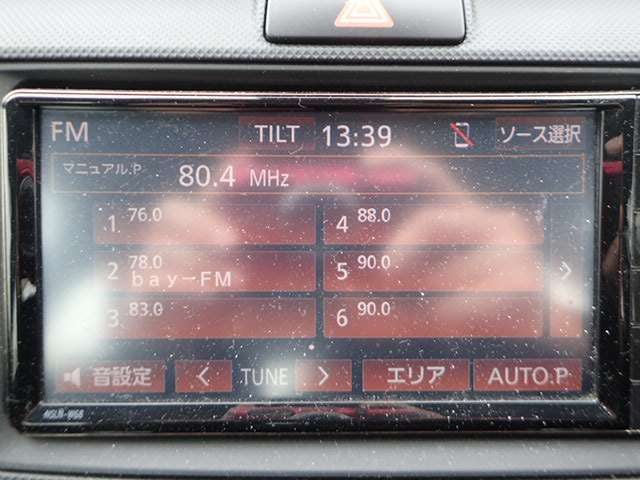 FM TILT 13:39 ソース選択
マニュアル.P 80.4 MHz
1 76.0 4 88.0
2 78.0 bay-FM 5 90.0 >
3 83.0 6 90.0
音設定 < TUNE > エリア AUTO.P
NSLN-W68